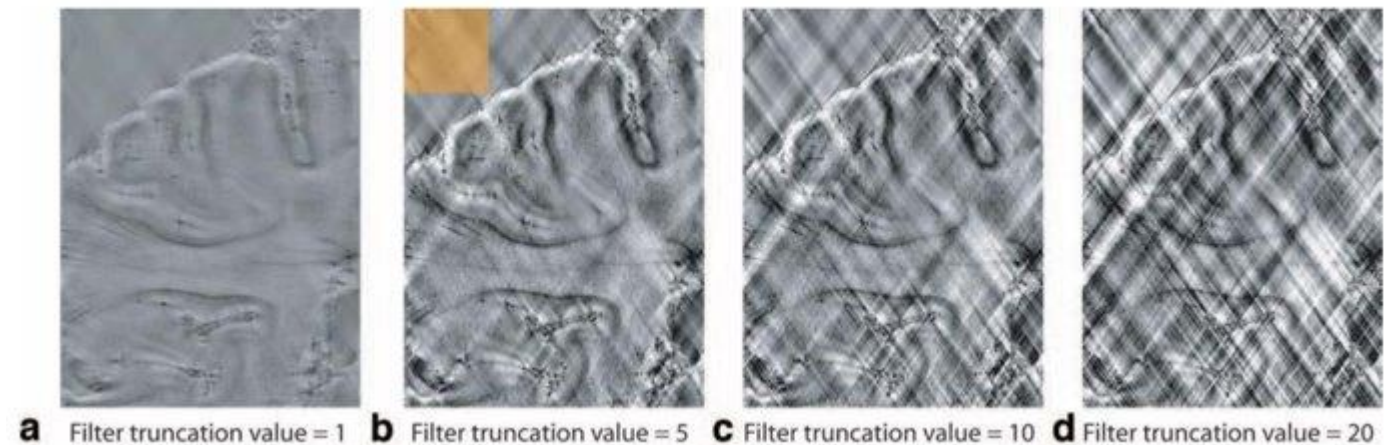 a Filter truncation value = 1 b Filter truncation value = 5 c Filter truncation value = 10 d Filter truncation value = 20